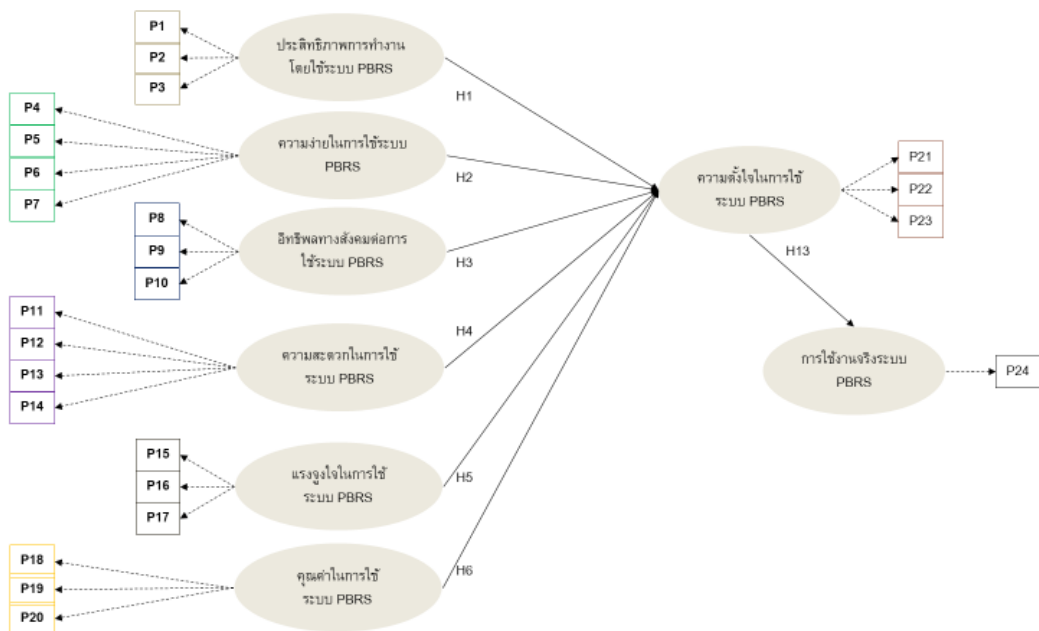 P1
P2
P3
ประสิทธิภาพการทำงาน
โดยใช้ระบบ PBRS
H1
P4
P5
P6
P7
ความง่ายในการใช้ระบบ
PBRS
H2
P8
P9
P10
อิทธิพลทางสังคมต่อการ
ใช้ระบบ PBRS
H3
P11
P12
P13
P14
ความสะดวกในการใช้
ระบบ PBRS
H4
P15
P16
P17
แรงจูงใจในการใช้
ระบบ PBRS
H5
P18
P19
P20
คุณค่าในการใช้
ระบบ PBRS
H6
ความตั้งใจในการใช้
ระบบ PBRS
P21
P22
P23
H13
การใช้งานจริงระบบ
PBRS
P24